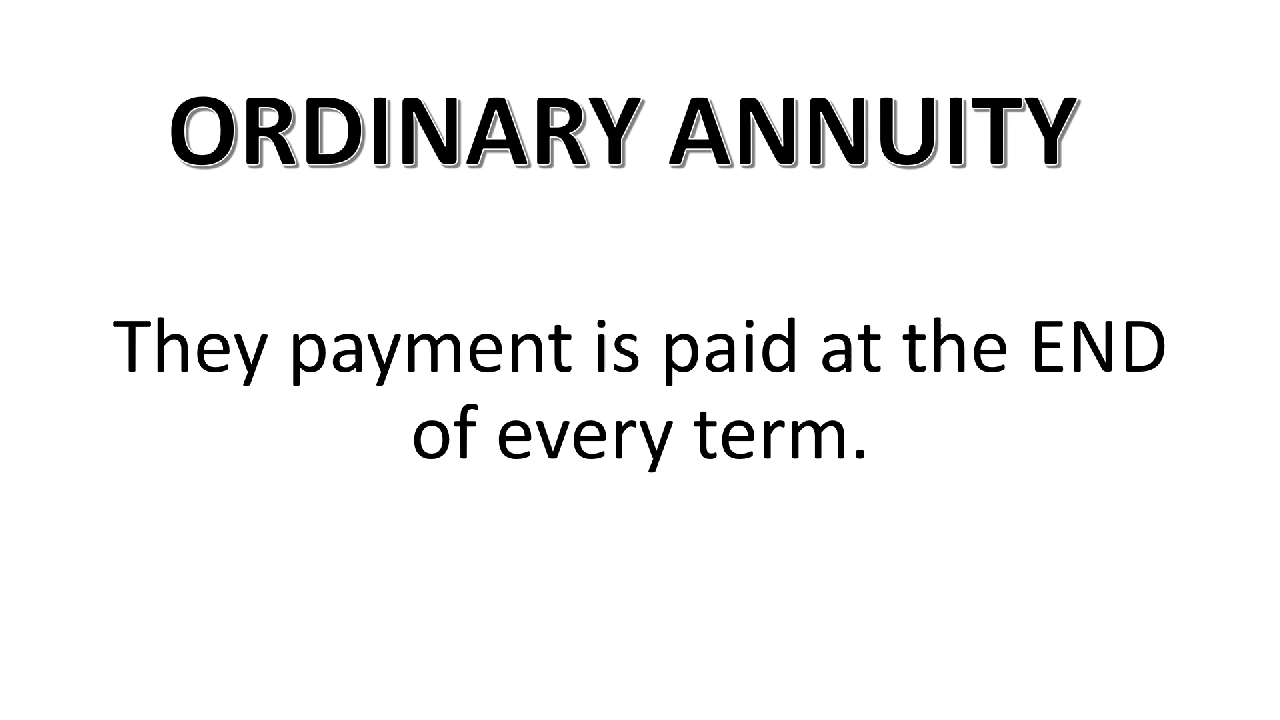 ORDINARY ANNUITY
They payment is paid at the END
of every term.